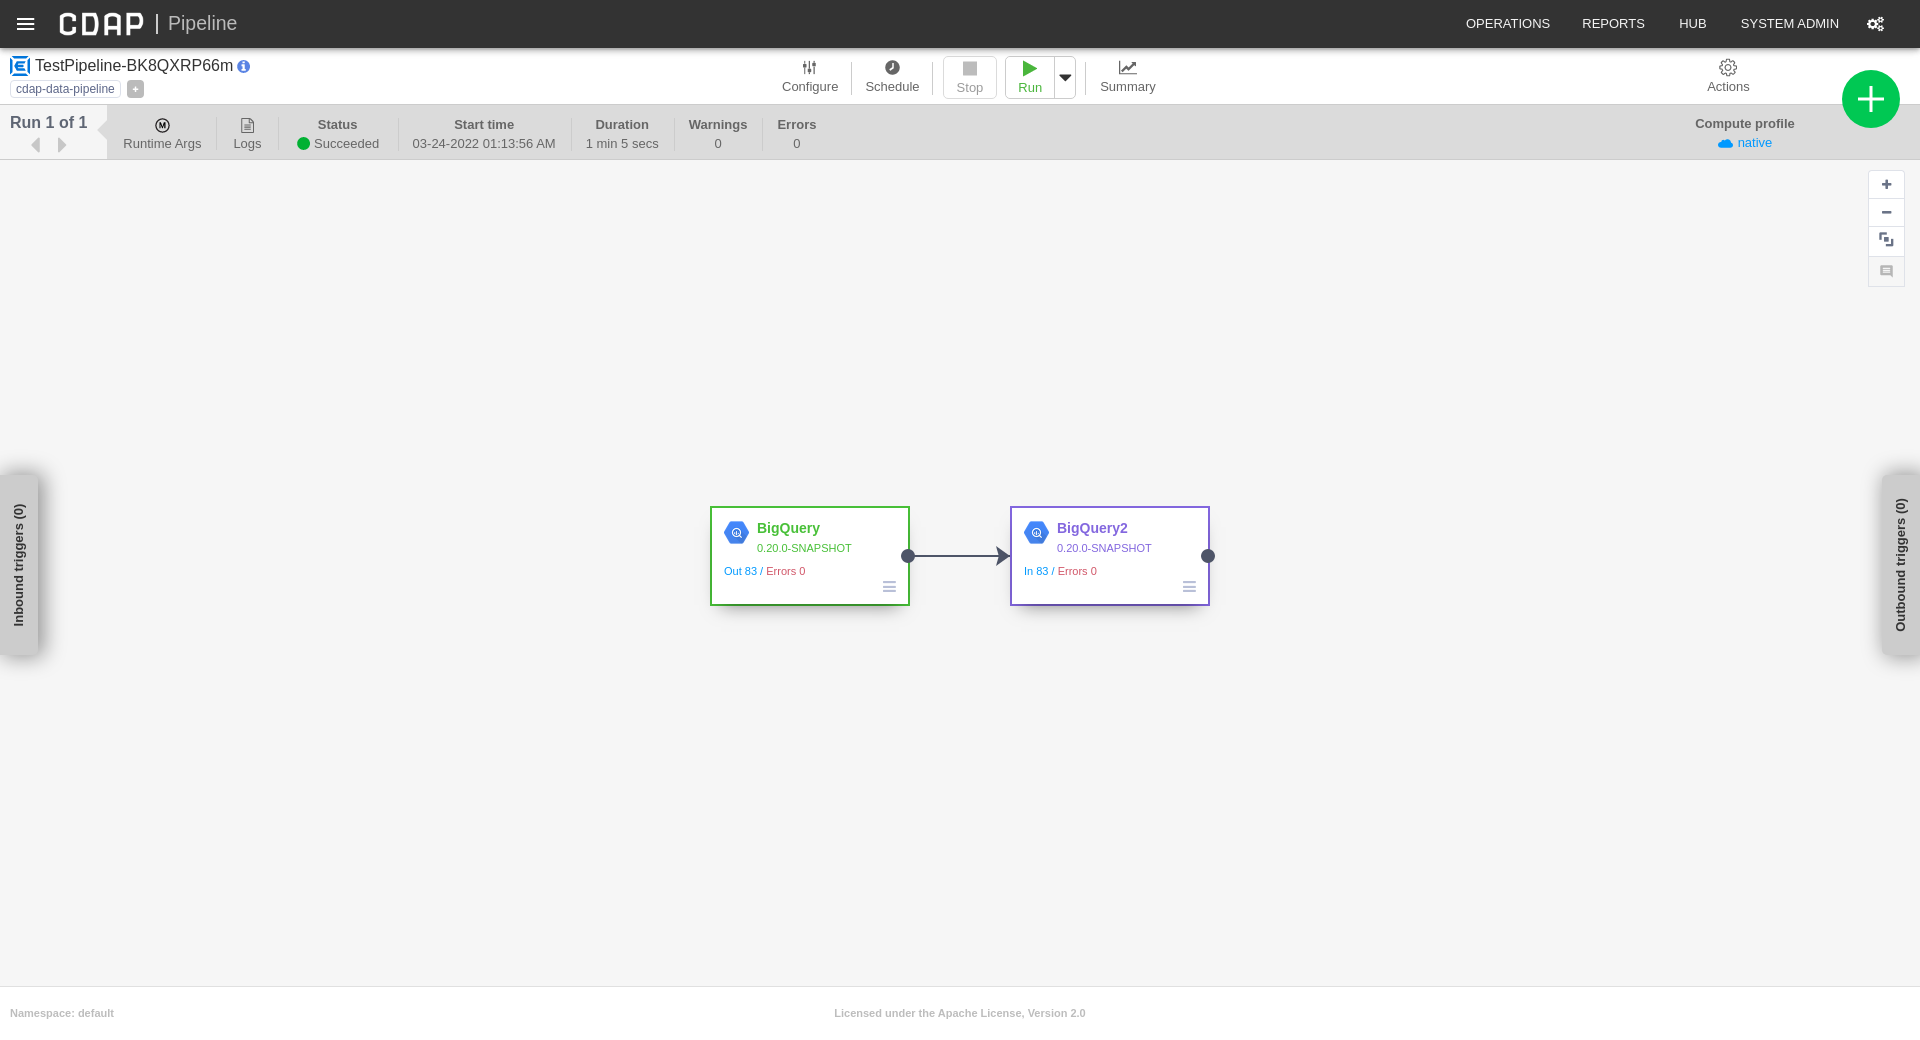 CDAP | Pipeline
OPERATIONS REPORTS HUB SYSTEM ADMIN
TestPipeline-BK8QXRP66m
cdap-data-pipeline +
Configure Schedule Stop Run Summary Actions
Run 1 of 1
Runtime Args
Logs
Status
Succeeded
Start time
03-24-2022 01:13:56 AM
Duration
1 min 5 secs
Warnings
0
Errors
0
Compute profile
native
Inbound triggers (0)
BigQuery
0.20.0-SNAPSHOT
Out 83 / Errors 0
BigQuery2
0.20.0-SNAPSHOT
In 83 / Errors 0
Outbound triggers (0)
Namespace: default
Licensed under the Apache License, Version 2.0